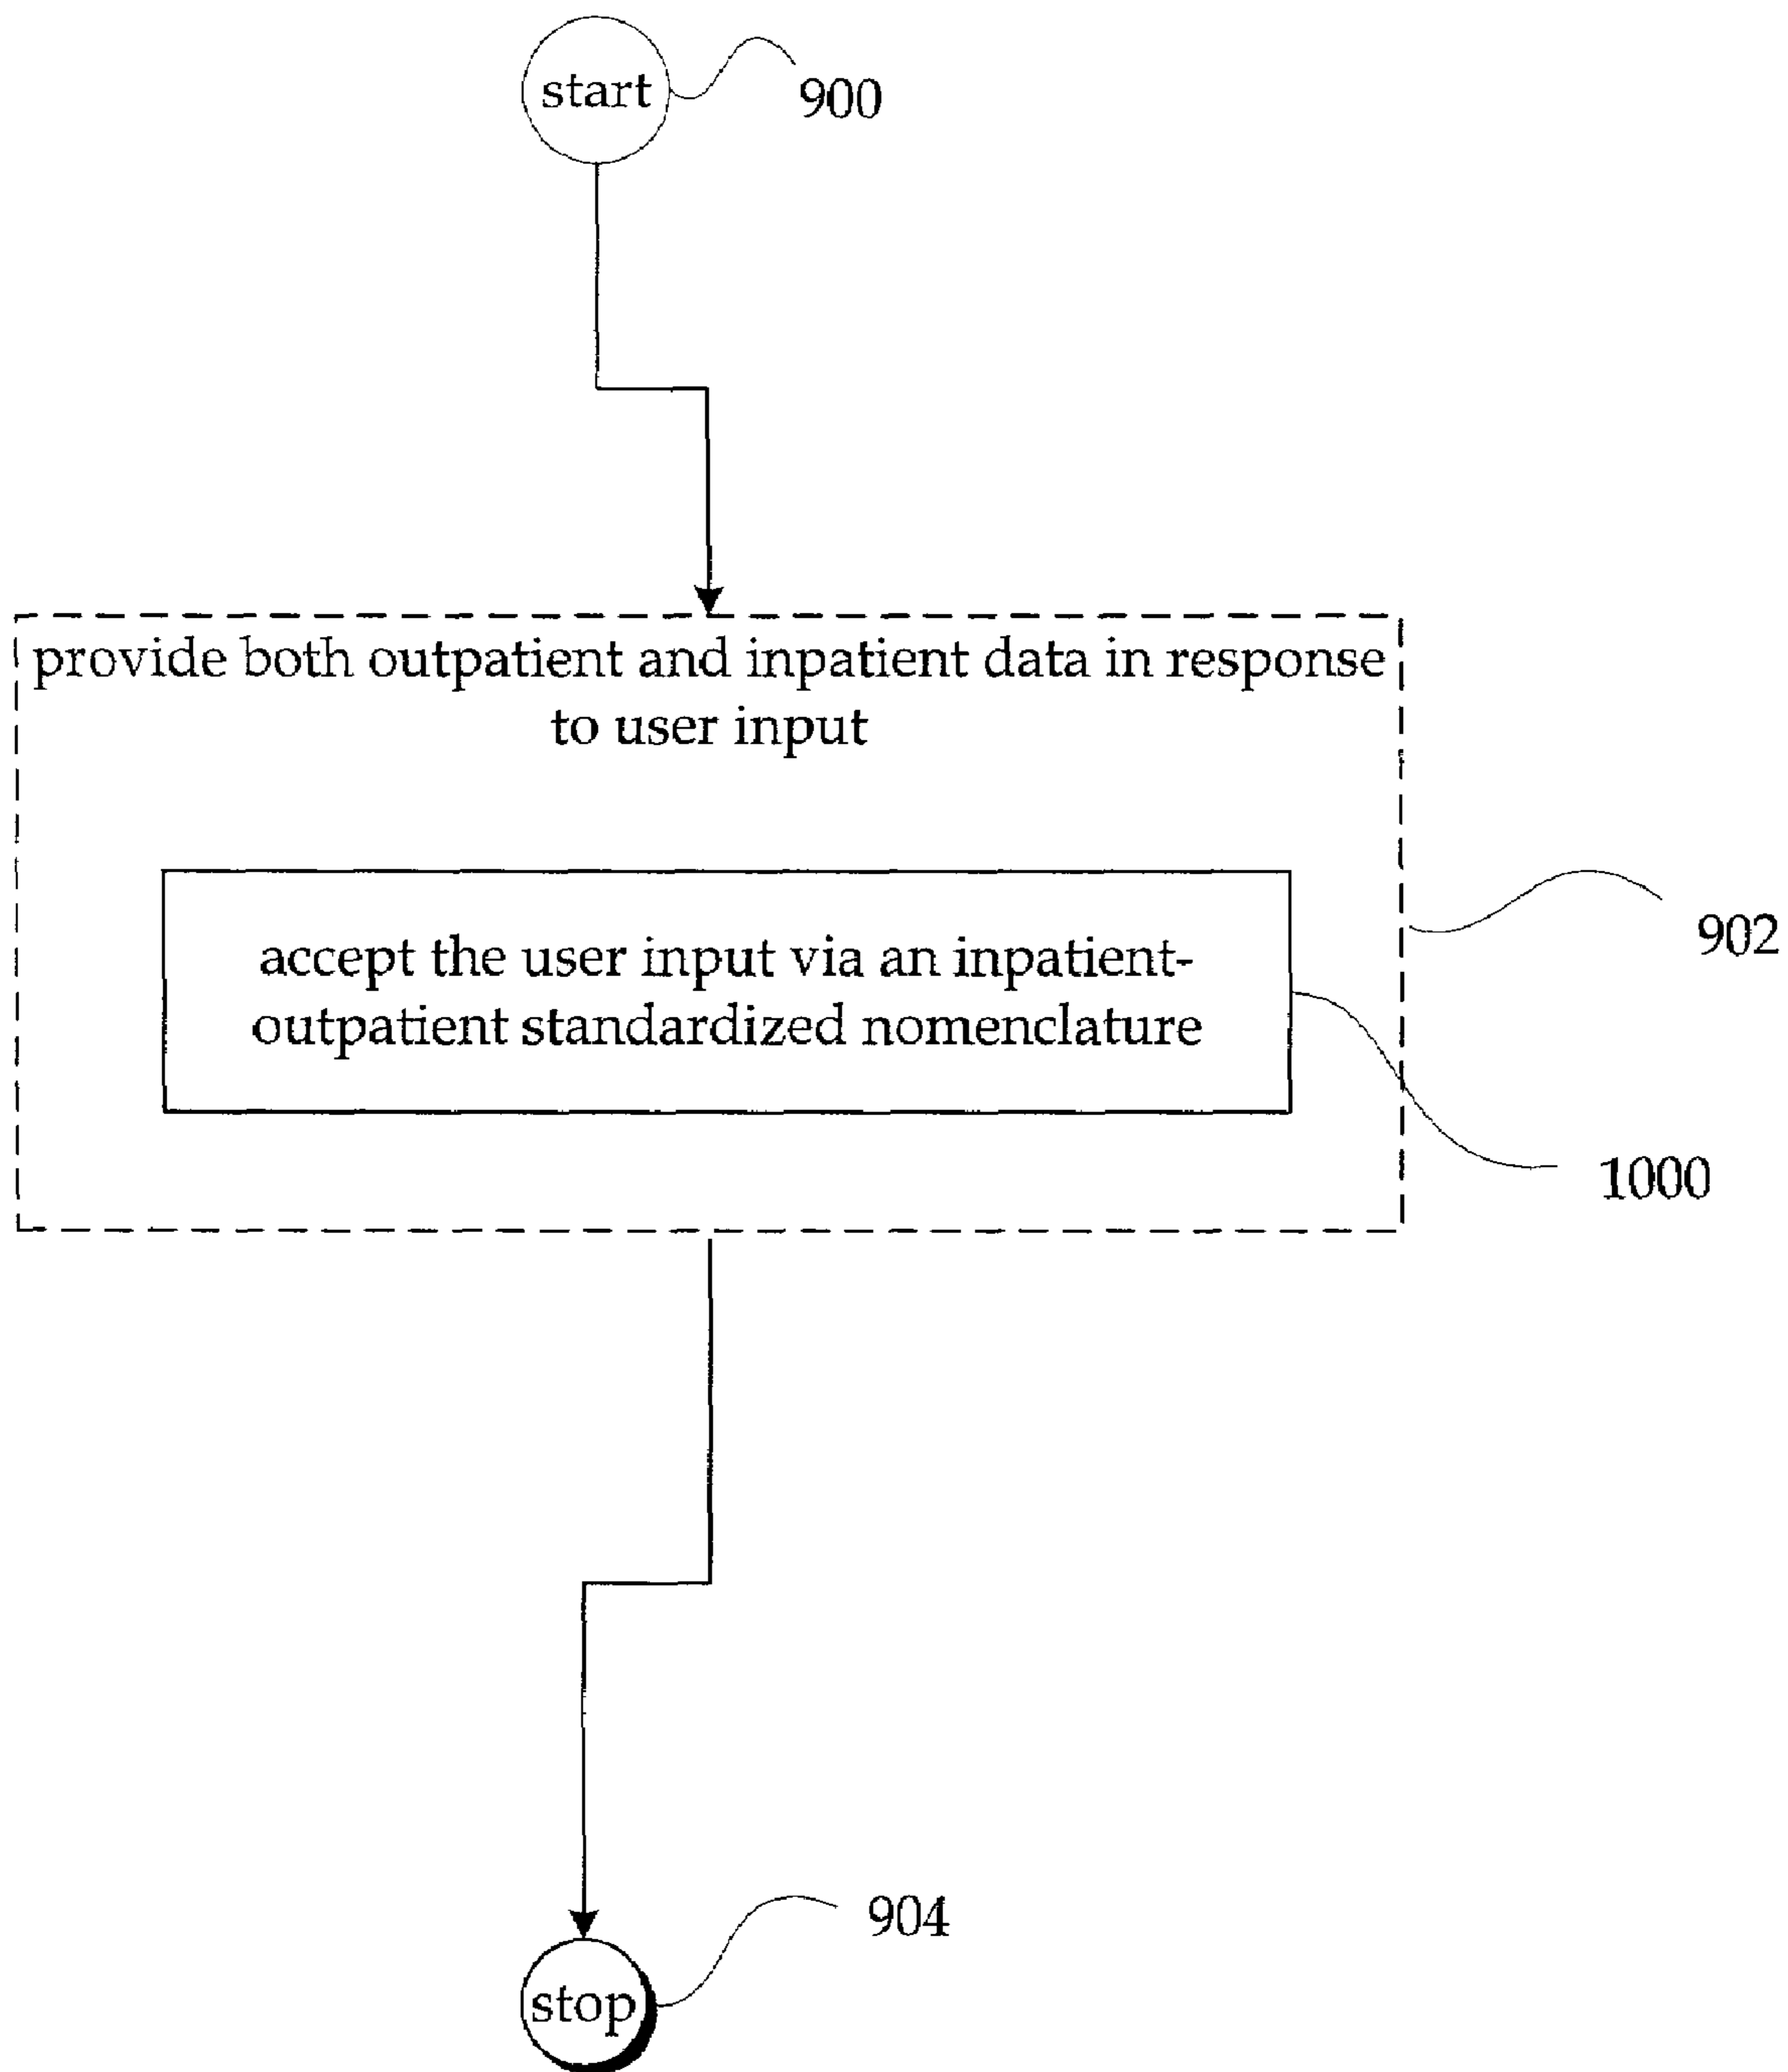 start
900
provide both outpatient and inpatient data in response
to user input
902
accept the user input via an inpatient-
outpatient standardized nomenclature
1000
904
stop